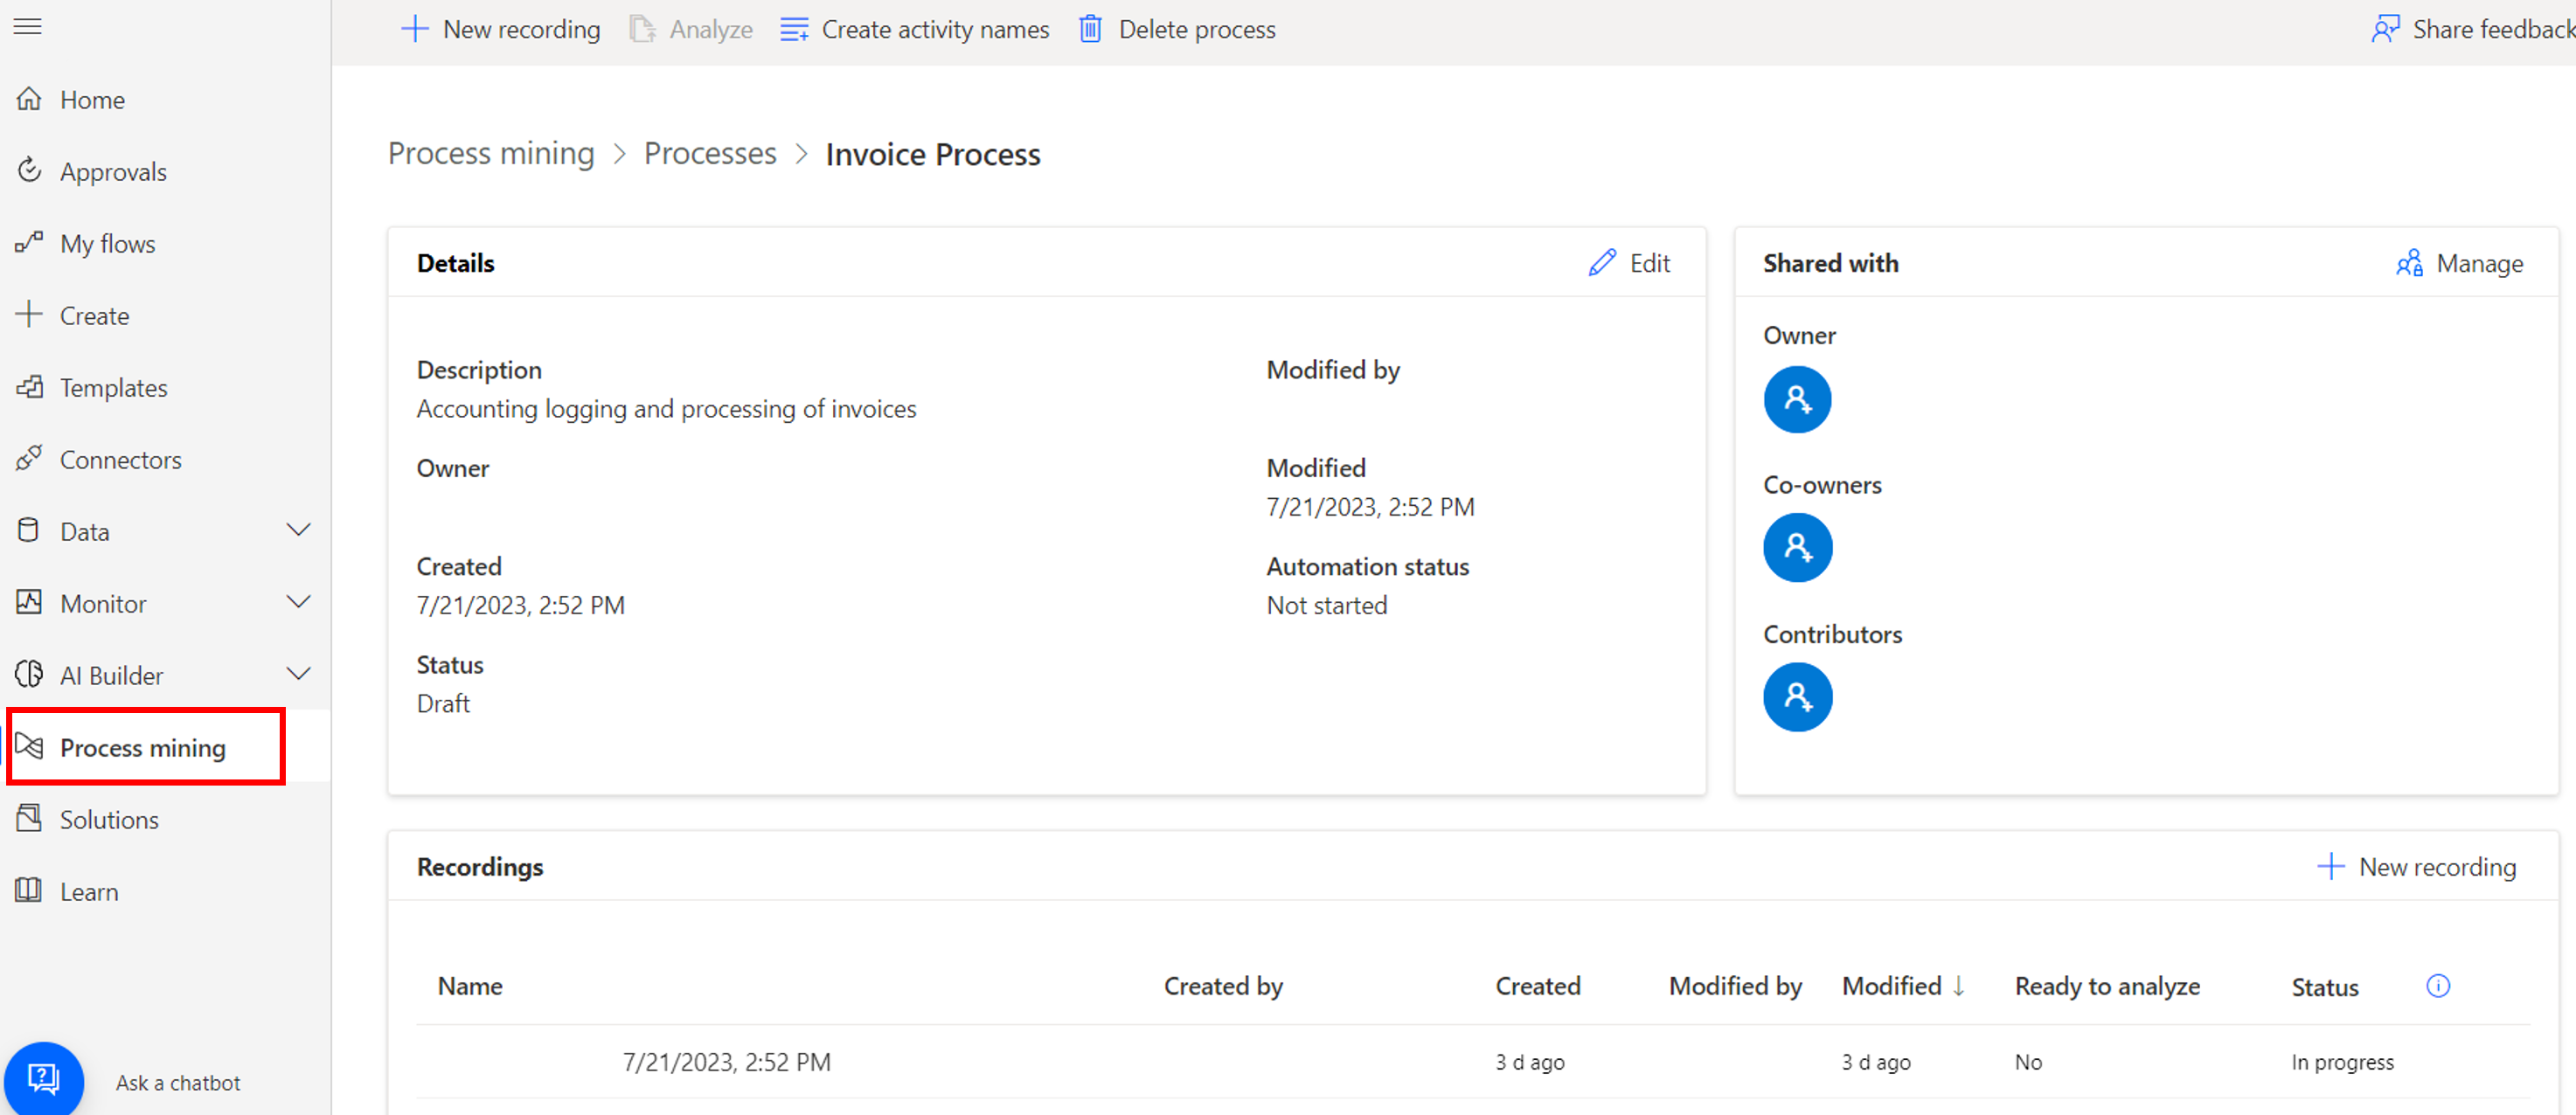 New recording
Analyze
Create activity names
Delete process
Share feedback
Home
Approvals
My flows
Create
Templates
Connectors
Data
Monitor
AI Builder
Process mining
Solutions
Learn
Ask a chatbot
Process mining > Processes > Invoice Process
Details
Edit
Description
Accounting logging and processing of invoices
Owner
Created
7/21/2023, 2:52 PM
Status
Draft
Modified by
Modified
7/21/2023, 2:52 PM
Automation status
Not started
Shared with
Manage
Owner
Co-owners
Contributors
Recordings
New recording
Name Created by Created Modified by Modified ↓ Ready to analyze Status
7/21/2023, 2:52 PM 3 d ago 3 d ago No In progress